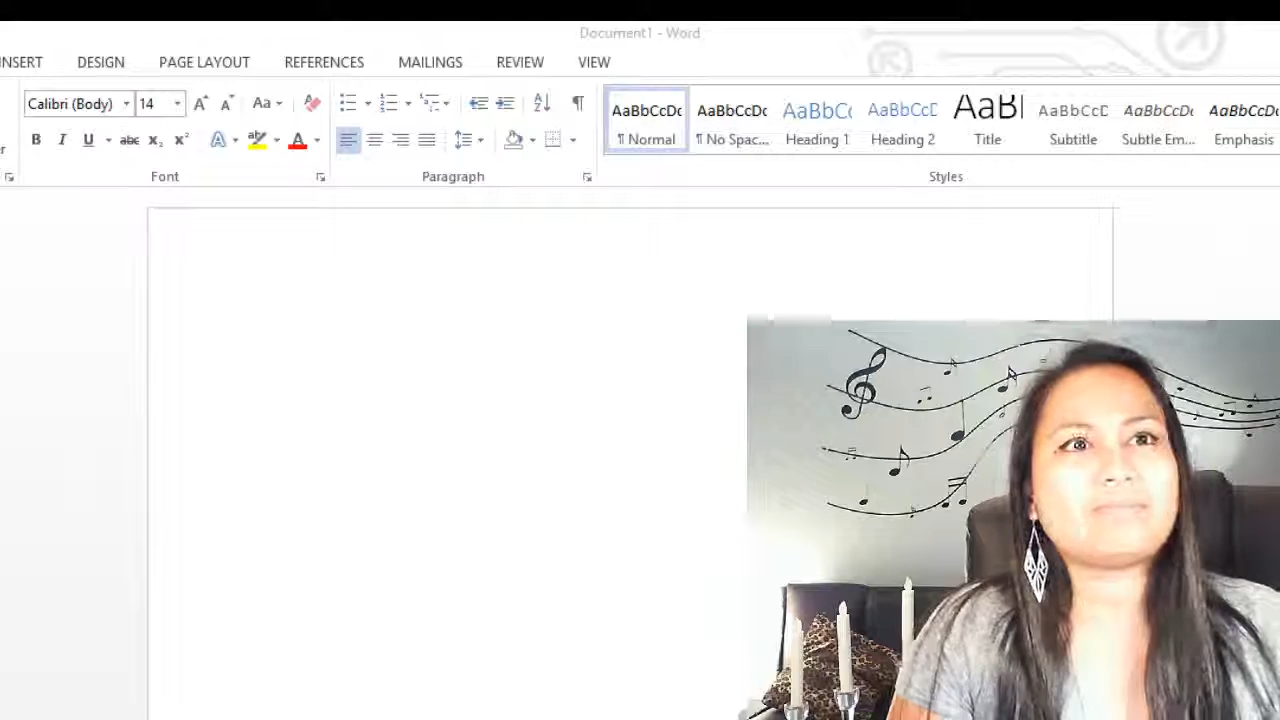 Document1 - Word
NSERT DESIGN PAGE LAYOUT REFERENCES MAILINGS REVIEW VIEW
Calibri (Body) 14 A A Aa A Z AaBbCcDc AaBbCcDc AaBbC AaBbCcD AaB AaBbCcD AaBbCcDc AaBbCcDc
B I U abc x₂ x² A ab A ¶ Normal ¶ No Spac... Heading 1 Heading 2 Title Subtitle Subtle Em... Emphasis
Font Paragraph Styles